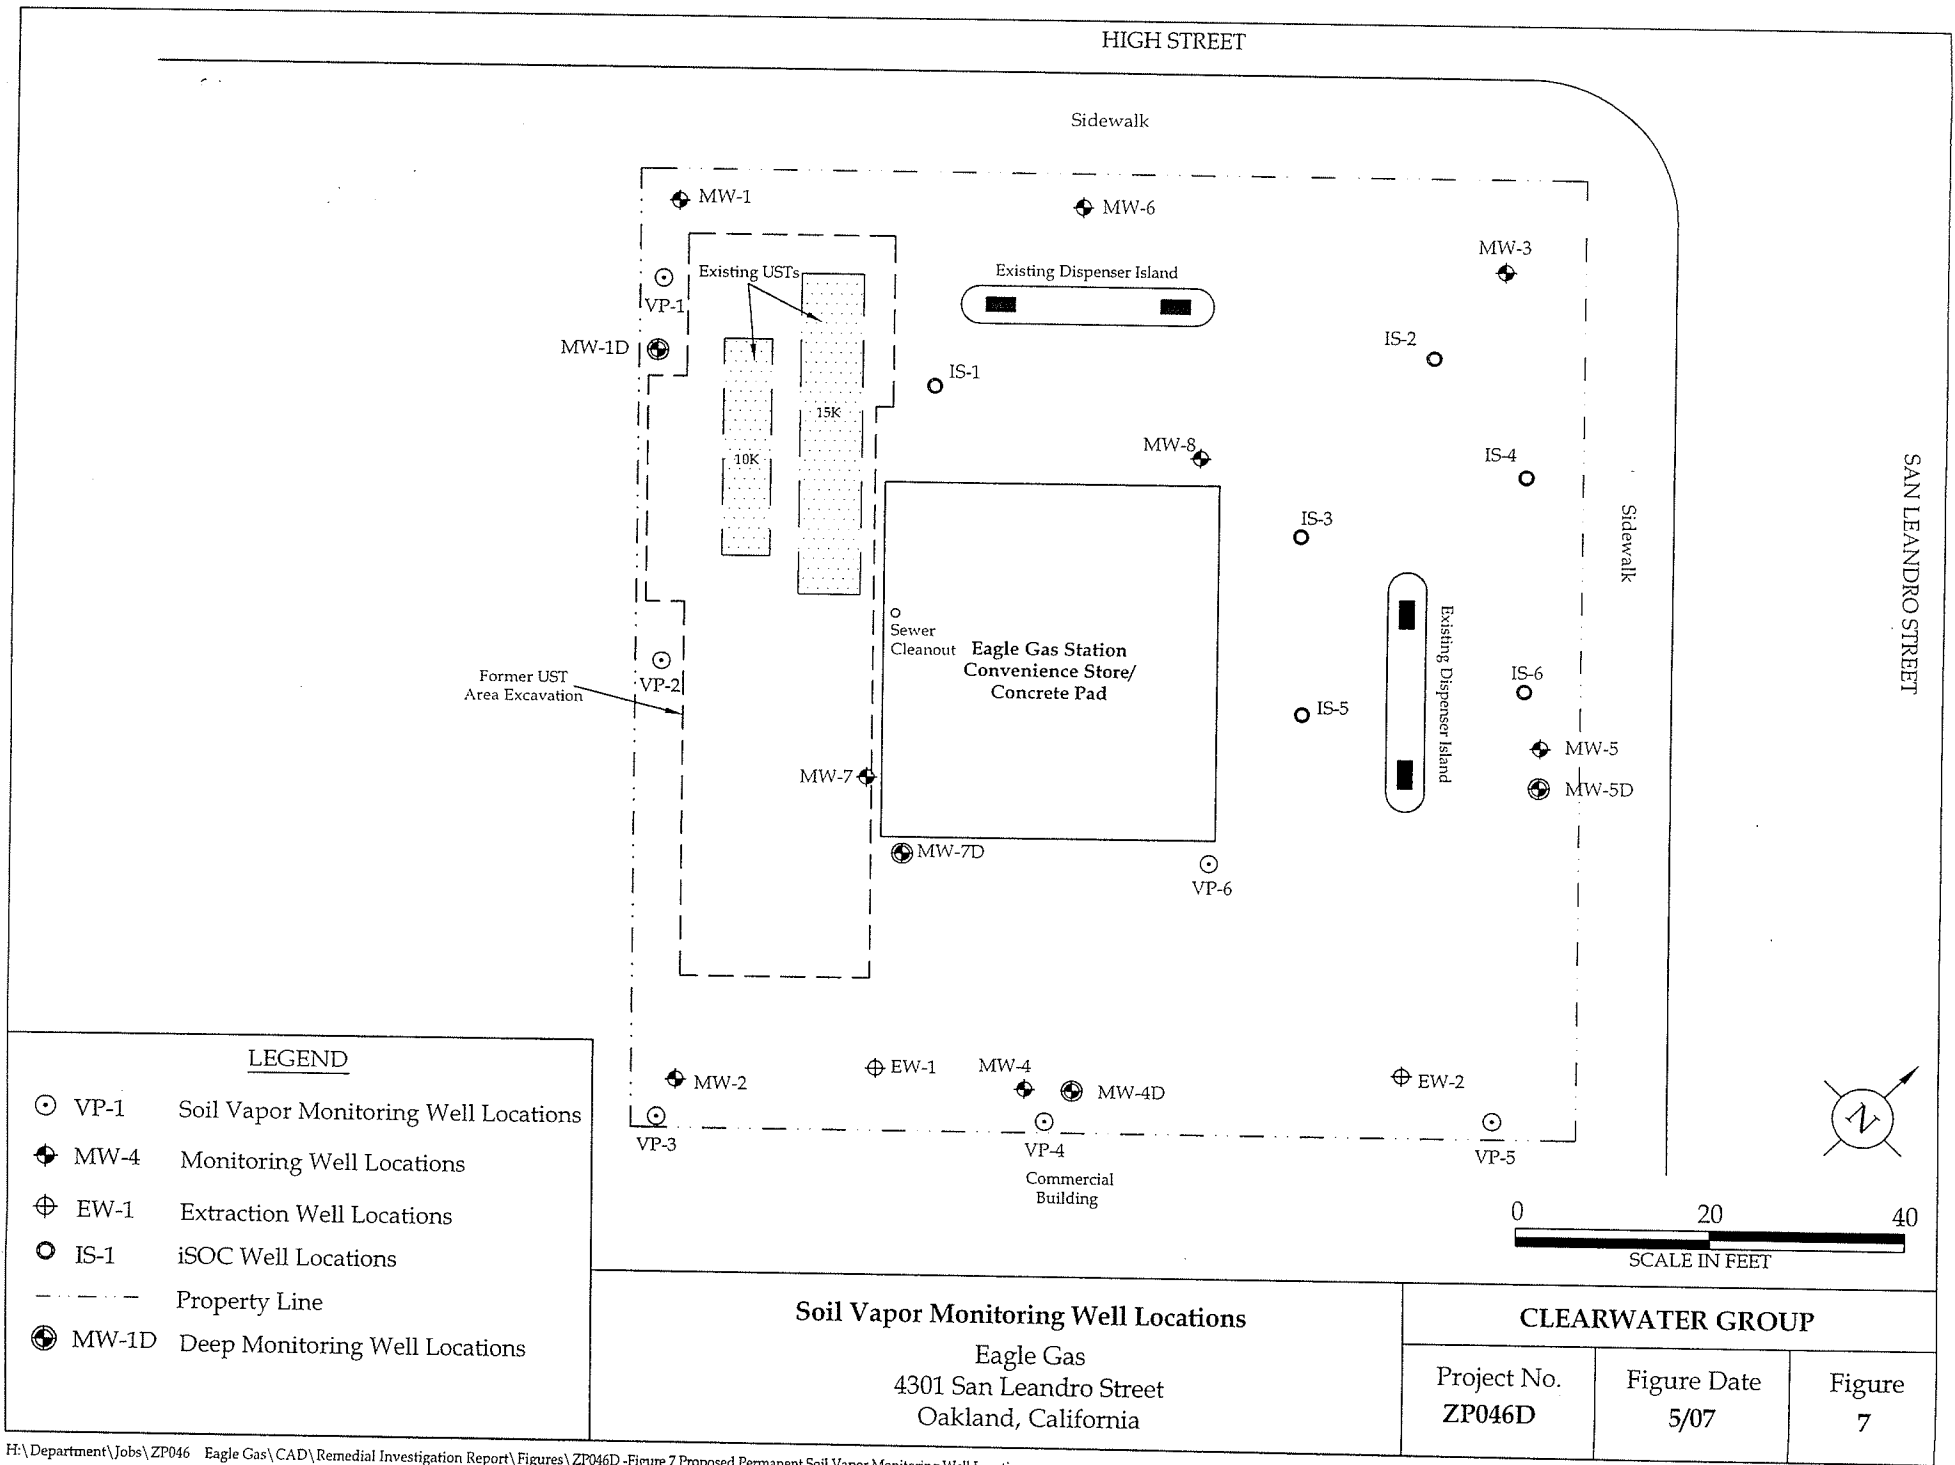 HIGH STREET
Sidewalk
MW-1
MW-6
MW-3
Existing USTs
Existing Dispenser Island
VP-1
MW-1D
IS-2
IS-1
15K
MW-8
10K
IS-4
SAN LEANDRO STREET
Sidewalk
IS-3
Sewer
Cleanout
Eagle Gas Station
Convenience Store/
Concrete Pad
Existing Dispenser Island
Former UST
Area Excavation
VP-2
IS-6
IS-5
MW-5
MW-7
MW-5D
MW-7D
VP-6
EW-1
MW-4
MW-2
MW-4D
EW-2
VP-3
VP-4
VP-5
Commercial
Building
N
0 20 40
SCALE IN FEET
LEGEND
VP-1 Soil Vapor Monitoring Well Locations
MW-4 Monitoring Well Locations
EW-1 Extraction Well Locations
IS-1 iSOC Well Locations
Property Line
MW-1D Deep Monitoring Well Locations
Soil Vapor Monitoring Well Locations
Eagle Gas
4301 San Leandro Street
Oakland, California
CLEARWATER GROUP
Project No.
ZP046D
Figure Date
5/07
Figure
7
H:\Department\Jobs\ZP046 Eagle Gas\CAD\Remedial Investigation Report\Figures\ZP046D -Figure 7 Proposed Permanent Soil Vapor Monitoring Well